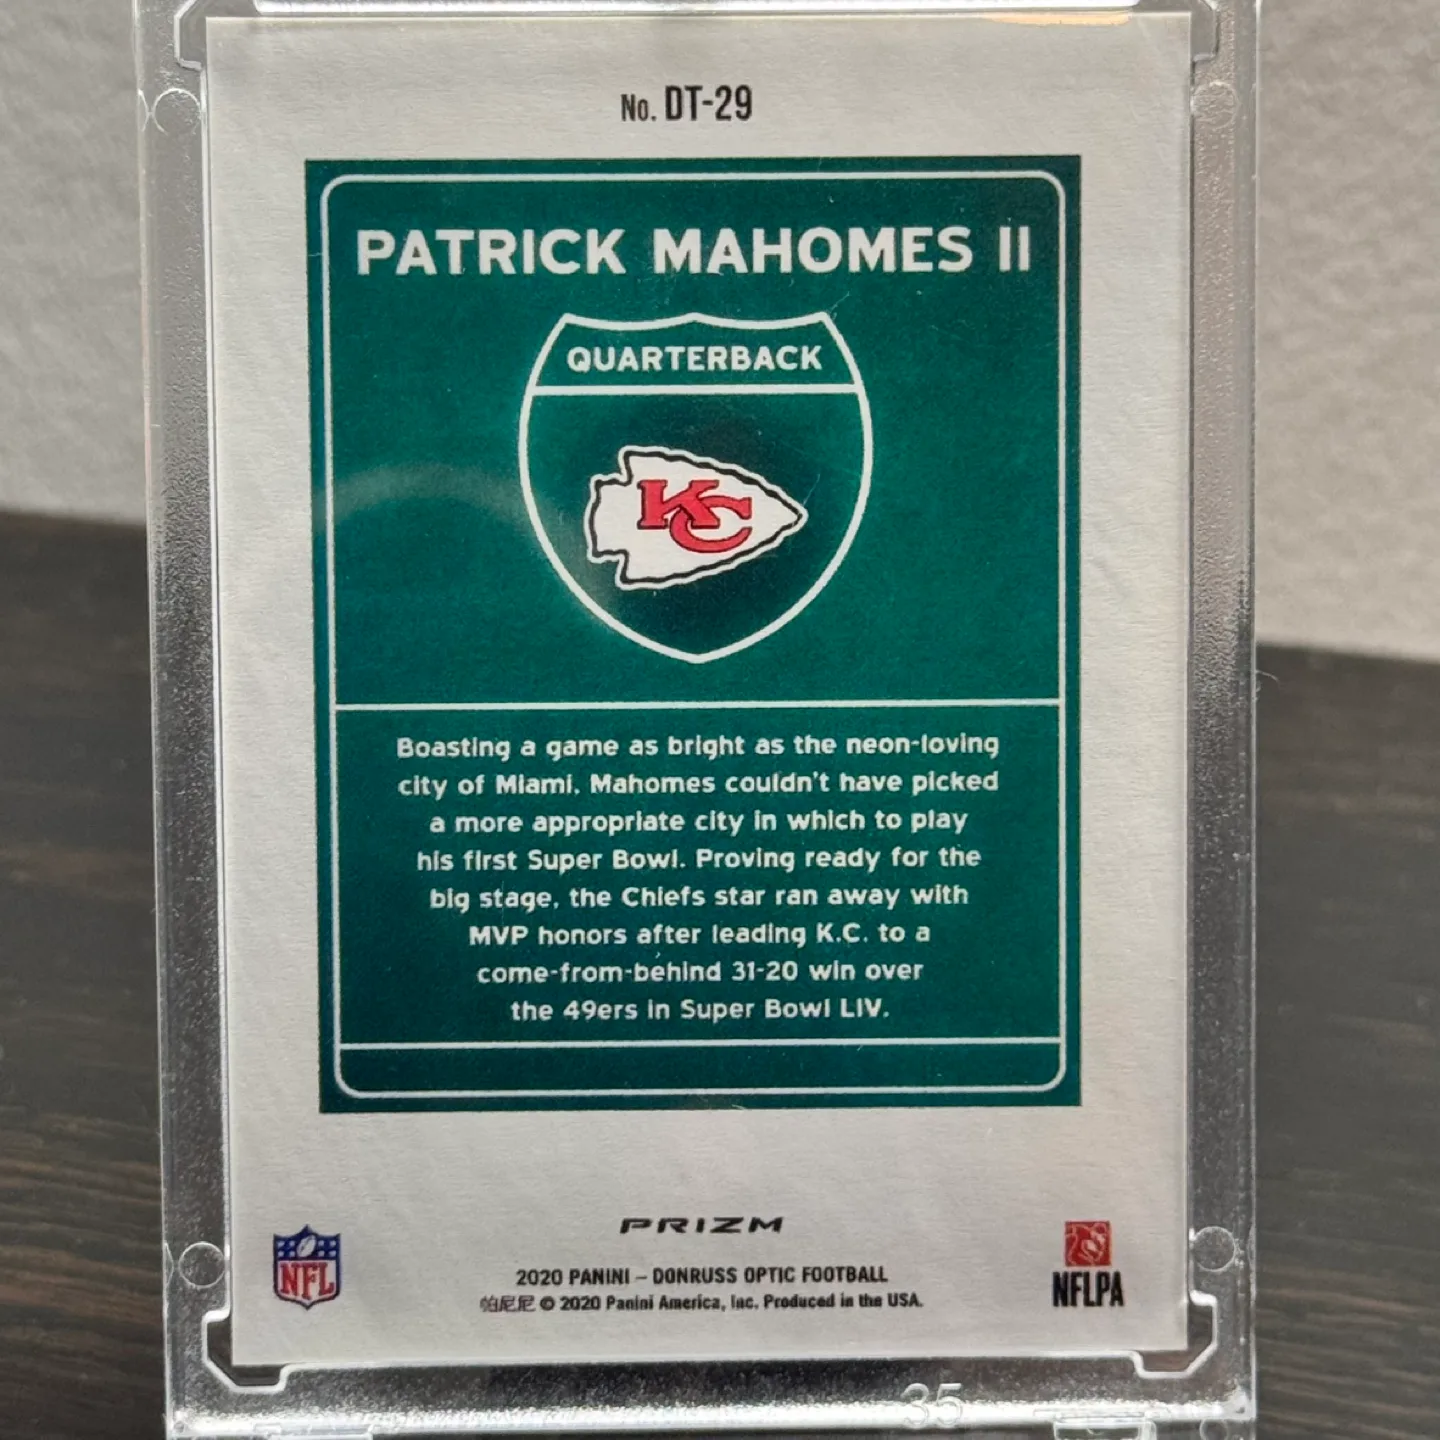 No. DT-29
PATRICK MAHOMES II
QUARTERBACK
KC
Boasting a game as bright as the neon-loving
city of Miami, Mahomes couldn't have picked
a more appropriate city in which to play
his first Super Bowl. Proving ready for the
big stage, the Chiefs star ran away with
MVP honors after leading K.C. to a
come-from-behind 31-20 win over
the 49ers in Super Bowl LIV.
PRIZM
NFL
2020 PANINI – DONRUSS OPTIC FOOTBALL
帕尼尼 © 2020 Panini America, Inc. Produced in the USA.
NFLPA
35